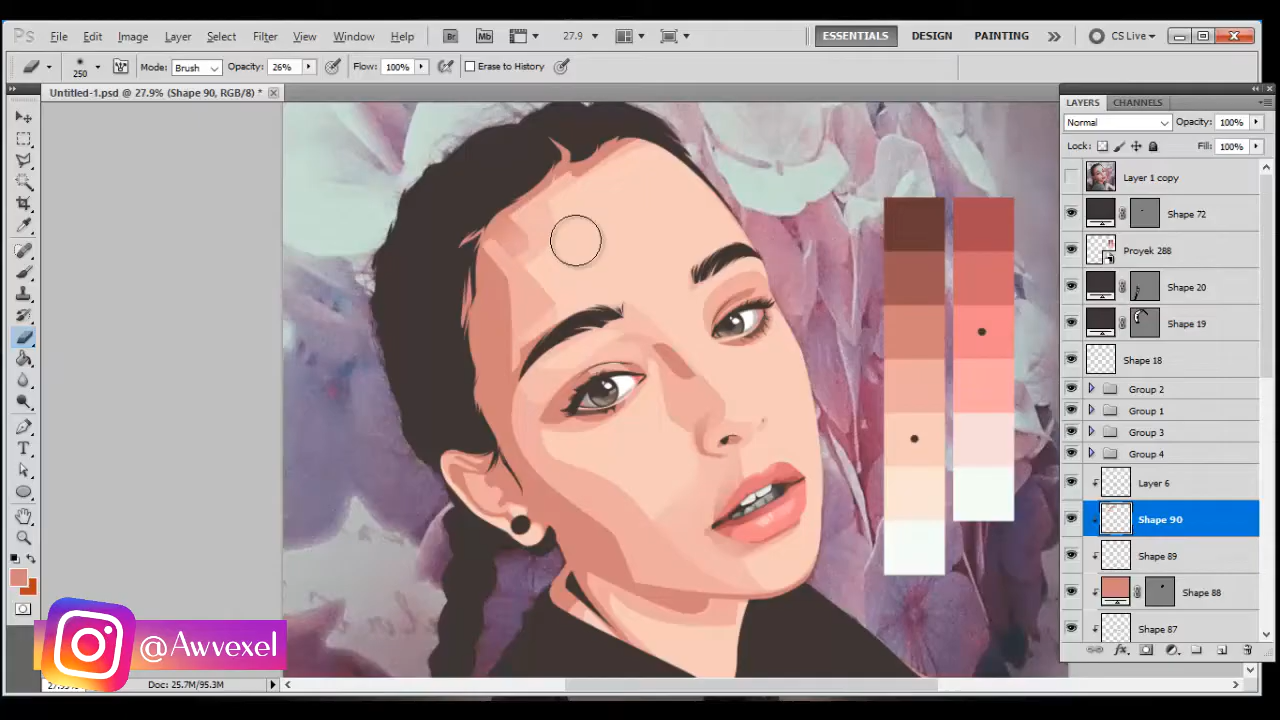 Ps File Edit Image Layer Select Filter View Window Help Br Mb 27.9 ESSENTIALS DESIGN PAINTING CS Live
250 Mode: Brush Opacity: 26% Flow: 100% Erase to History
Untitled-1.psd @ 27.9% (Shape 90, RGB/8) *
LAYERS CHANNELS
Normal Opacity: 100%
Lock: Fill: 100%
Layer 1 copy
Shape 72
Proyek 288
Shape 20
Shape 19
Shape 18
Group 2
Group 1
Group 3
Group 4
Layer 6
Shape 90
Shape 89
Shape 88
Shape 87
@Awvexel
Doc: 25.7M/95.3M